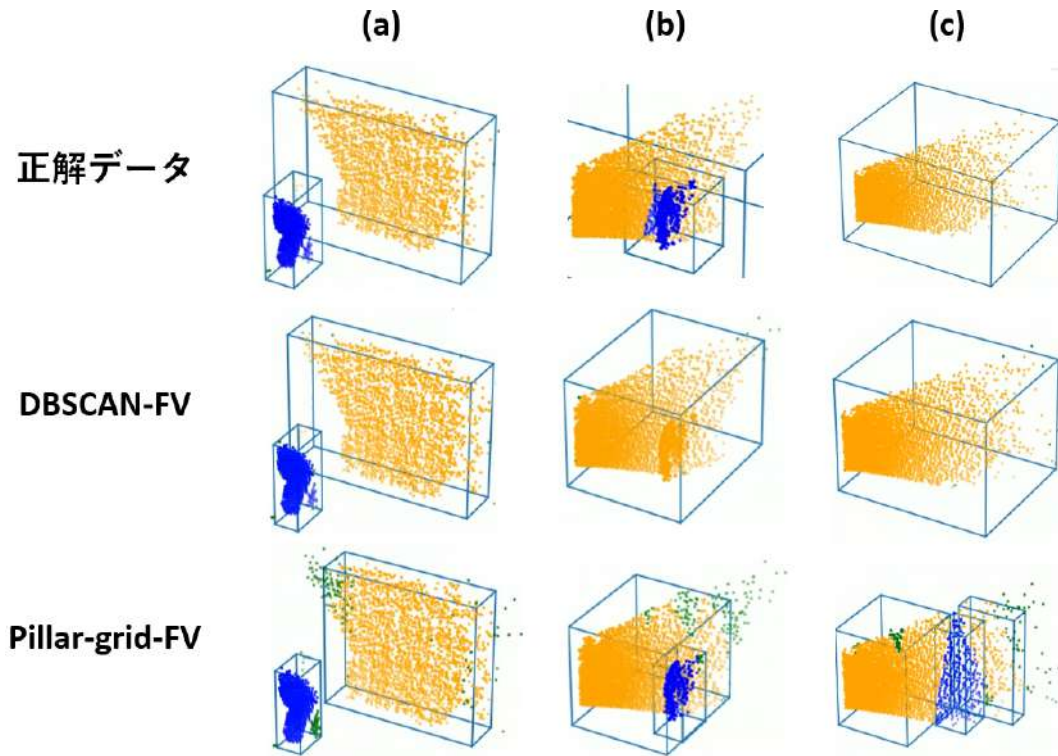 (a)
(b)
(c)
正解データ
DBSCAN-FV
Pillar-grid-FV